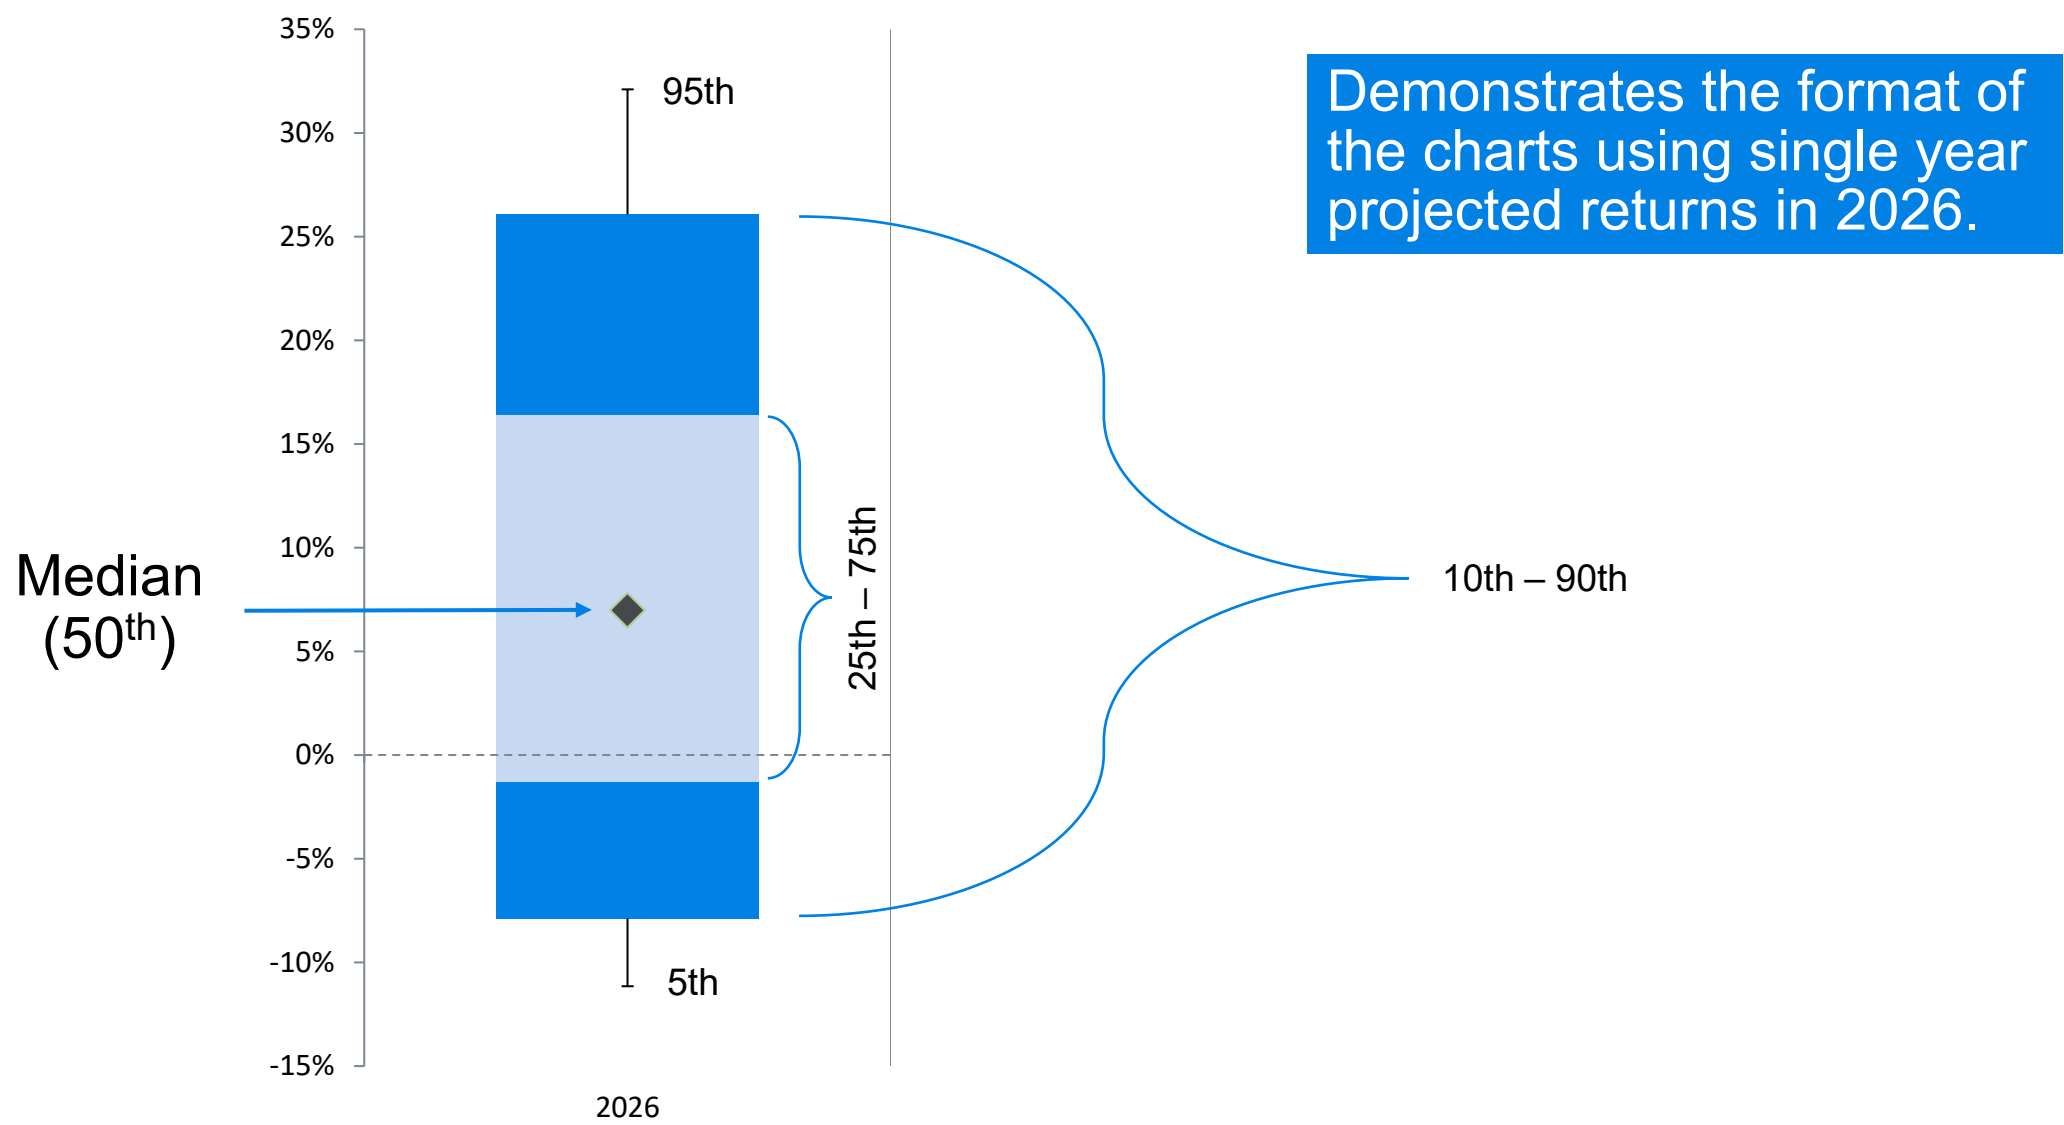 35%
95th
30%
25%
20%
15%
10%
5%
0%
-5%
-10%
-15%
5th
2026
Median
(50th)
25th – 75th
10th – 90th
Demonstrates the format of
the charts using single year
projected returns in 2026.